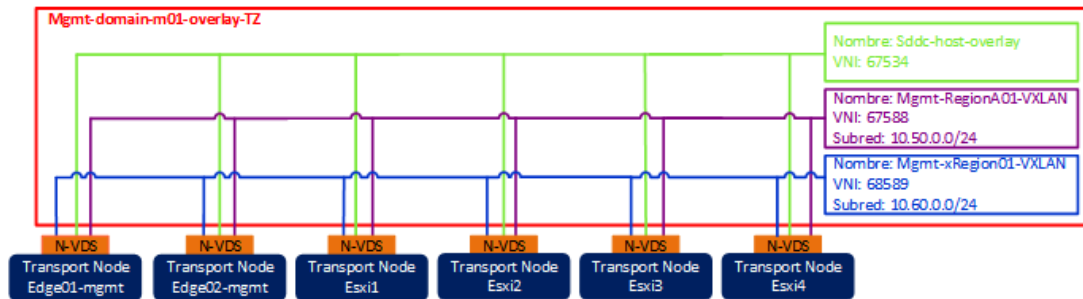 Mgmt-domain-m01-overlay-TZ
Nombre: Sddc-host-overlay
VNI: 67534
Nombre: Mgmt-RegionA01-VXLAN
VNI: 67588
Subred: 10.50.0.0/24
Nombre: Mgmt-xRegion01-VXLAN
VNI: 68589
Subred: 10.60.0.0/24
N-VDS
Transport Node
Edge01-mgmt
N-VDS
Transport Node
Edge02-mgmt
N-VDS
Transport Node
Esxi1
N-VDS
Transport Node
Esxi2
N-VDS
Transport Node
Esxi3
N-VDS
Transport Node
Esxi4